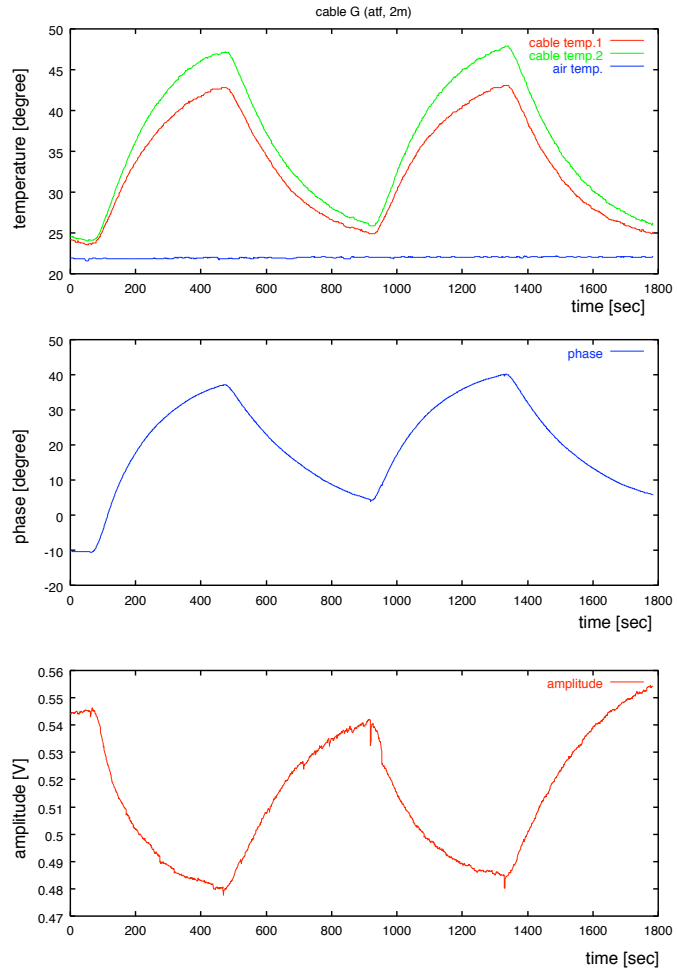 cable G (atf, 2m)
temperature [degree]
50
45
40
35
30
25
20
cable temp.1
cable temp.2
air temp.
0 200 400 600 800 1000 1200 1400 1600 1800
time [sec]
phase [degree]
50
40
30
20
10
0
-10
-20
phase
0 200 400 600 800 1000 1200 1400 1600 1800
time [sec]
amplitude [V]
0.56
0.55
0.54
0.53
0.52
0.51
0.5
0.49
0.48
0.47
amplitude
0 200 400 600 800 1000 1200 1400 1600 1800
time [sec]